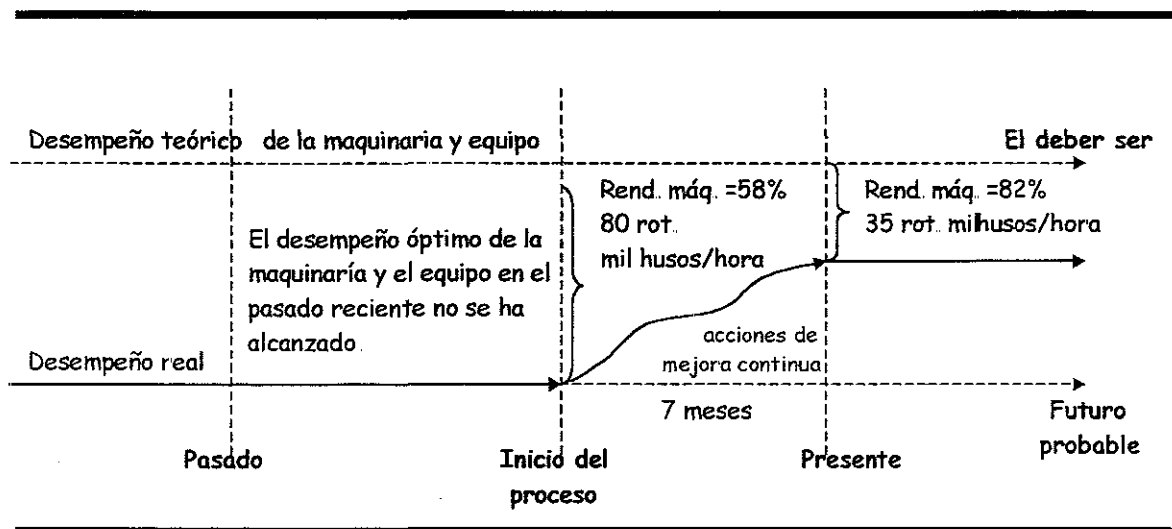 Desempeño teórico de la maquinaria y equipo
El deber ser
Rend. máq. =58%
80 rot.
mil husos/hora
Rend. máq. =82%
35 rot. milhusos/hora
El desempeño óptimo de la
maquinaría y el equipo en el
pasado reciente no se ha
alcanzado.
Desempeño real
acciones de
mejora continua
7 meses
Futuro
probable
Pasado
Inicio del
proceso
Presente